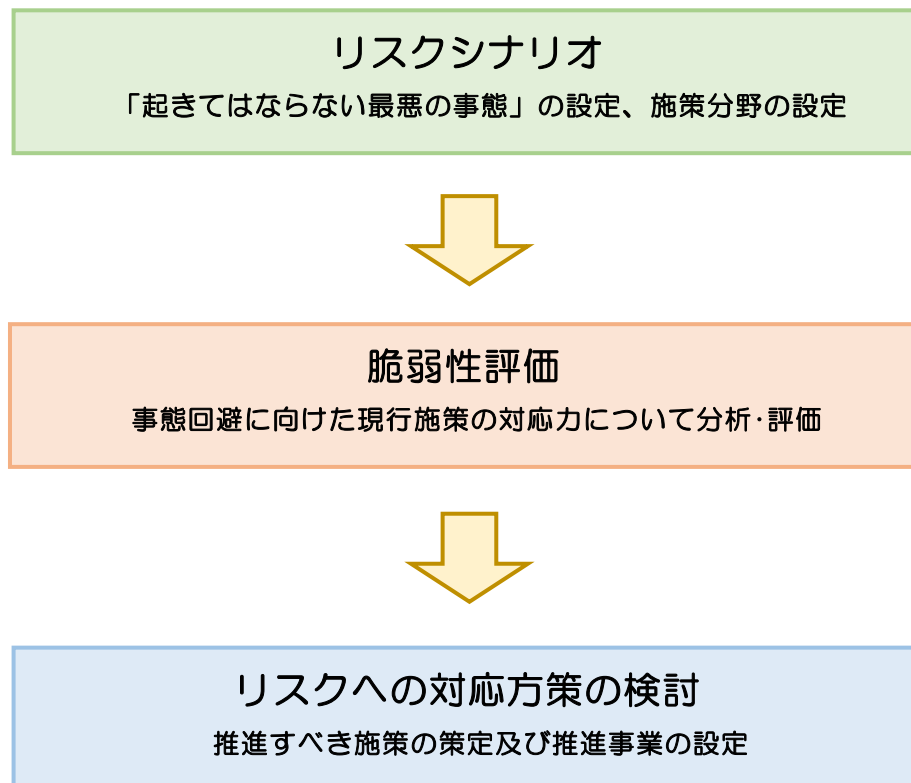 リスクシナリオ
「起きてはならない最悪の事態」の設定、施策分野の設定
脆弱性評価
事態回避に向けた現行施策の対応力について分析･評価
リスクへの対応方策の検討
推進すべき施策の策定及び推進事業の設定